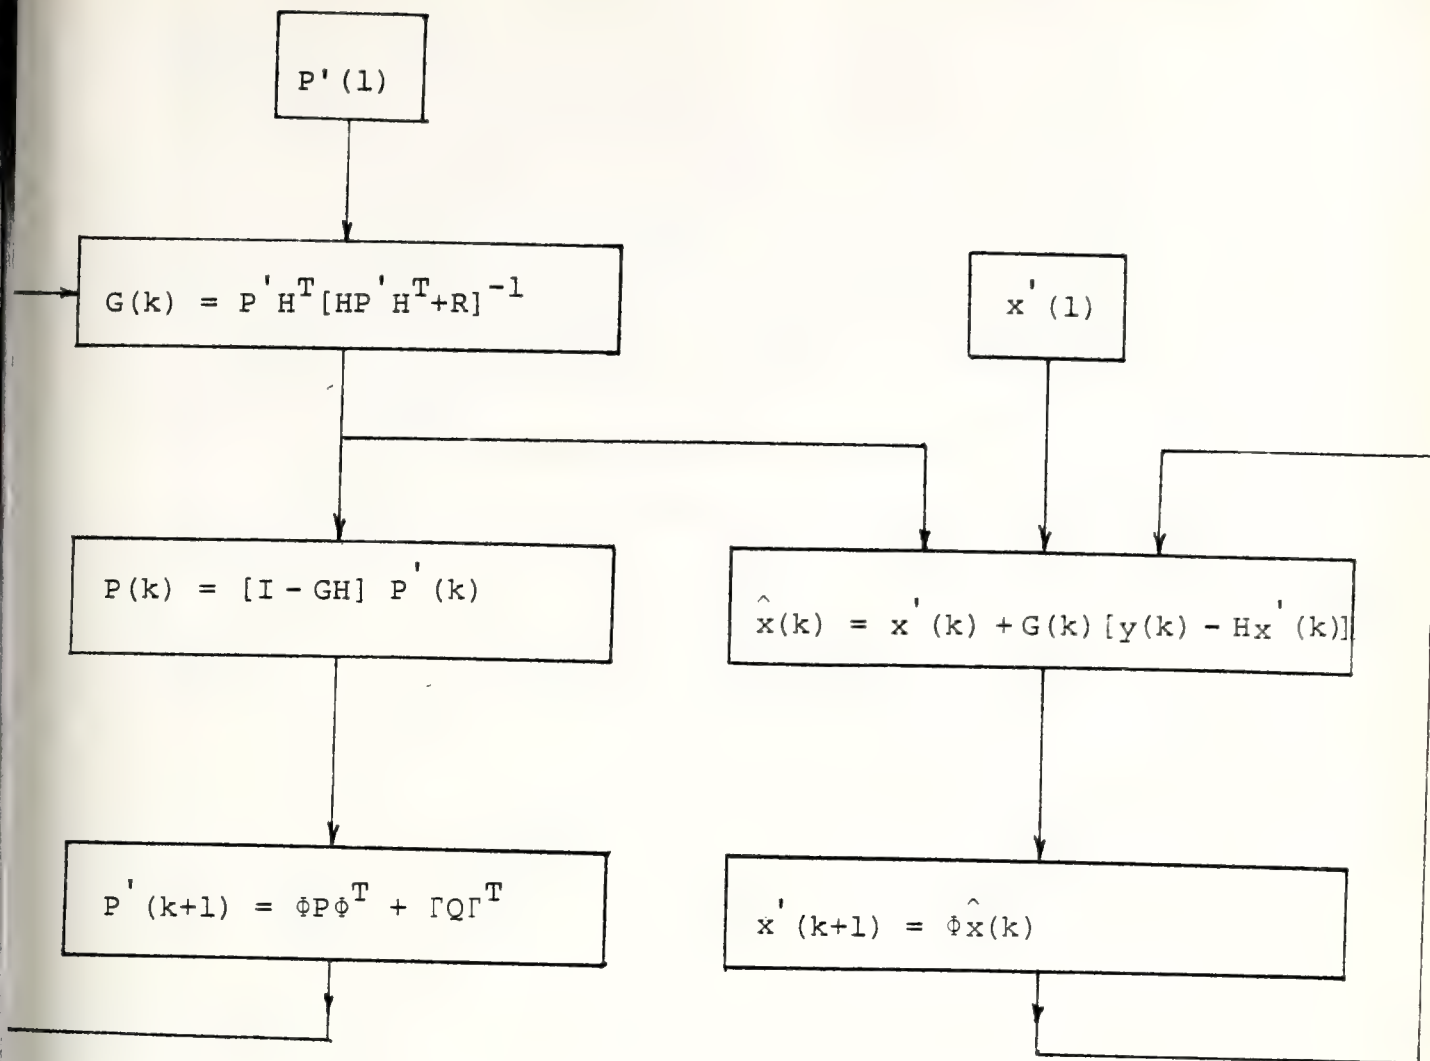 P'(1)
G(k) = P'H^T[HP'H^T+R]^-1
x'(1)
P(k) = [I - GH] P'(k)
x̂(k) = x'(k) + G(k)[y(k) - Hx'(k)]
P'(k+1) = ΦPΦ^T + ΓQΓ^T
x'(k+1) = Φx̂(k)